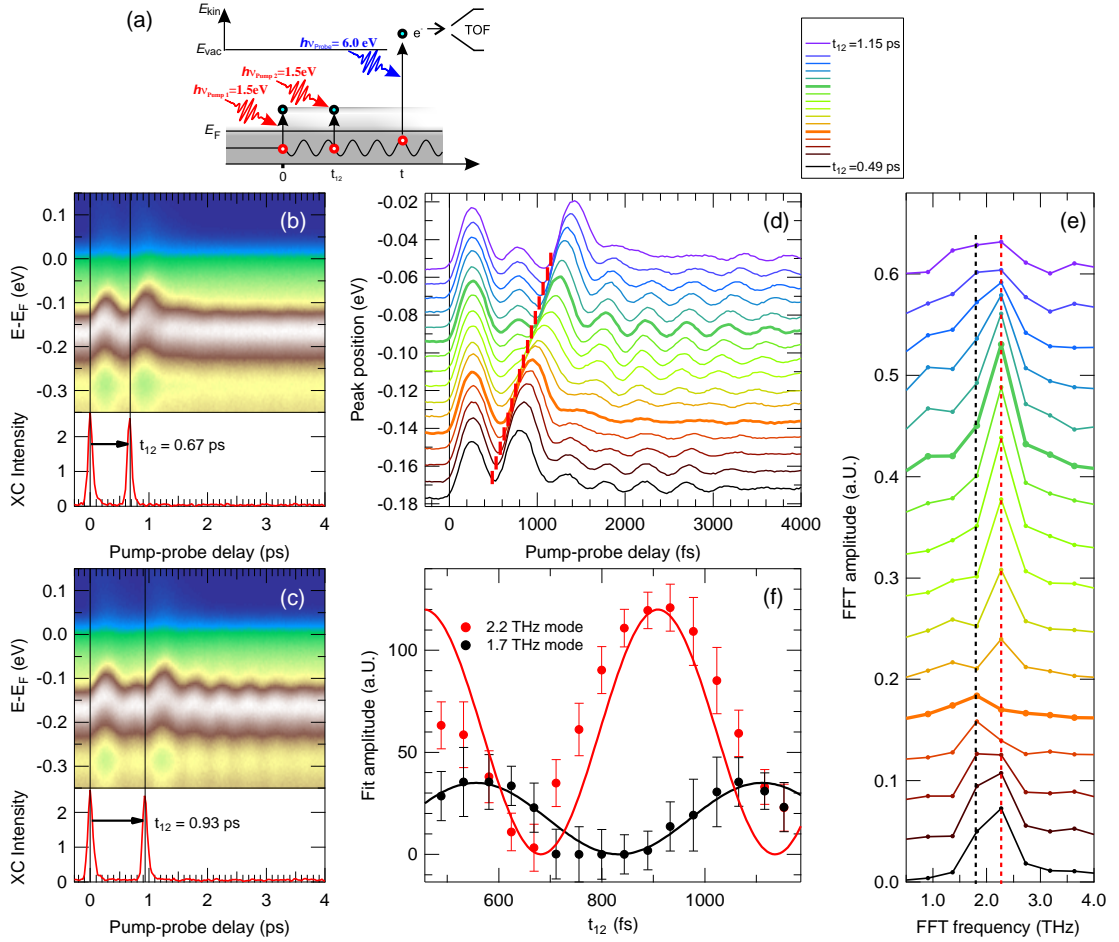 (a)
E_kin
E_vac
hν_Probe=6.0 eV
e⁻
TOF
hν_Pump 2=1.5eV
hν_Pump 1=1.5eV
E_F
0
t_12
t
t_12 =1.15 ps
t_12 =0.49 ps
(b)
0.1
0.0
-0.1
-0.2
-0.3
E-E_F (eV)
2
1
0
XC Intensity
t_12 = 0.67 ps
0 1 2 3 4
Pump-probe delay (ps)
(d)
-0.02
-0.04
-0.06
-0.08
-0.10
-0.12
-0.14
-0.16
-0.18
Peak position (eV)
0 1000 2000 3000 4000
Pump-probe delay (fs)
(e)
0.6
0.5
0.4
0.3
0.2
0.1
0.0
FFT amplitude (a.U.)
1.0 2.0 3.0 4.0
FFT frequency (THz)
(c)
0.1
0.0
-0.1
-0.2
-0.3
E-E_F (eV)
2
1
0
XC Intensity
t_12 = 0.93 ps
0 1 2 3 4
Pump-probe delay (ps)
(f)
2.2 THz mode
1.7 THz mode
100
50
0
Fit amplitude (a.U.)
600 800 1000
t_12 (fs)